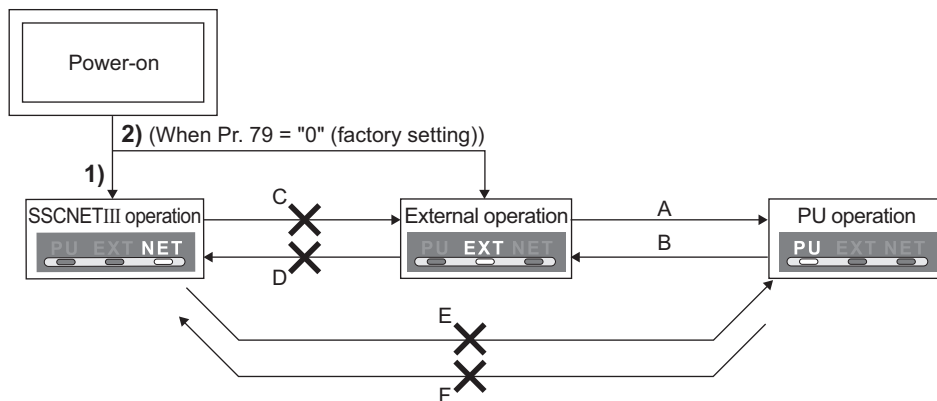 Power-on
2) (When Pr. 79 = "0" (factory setting))
1)
SSCNETIII operation
PU EXT NET
C
D
External operation
PU EXT NET
A
B
PU operation
PU EXT NET
E
F